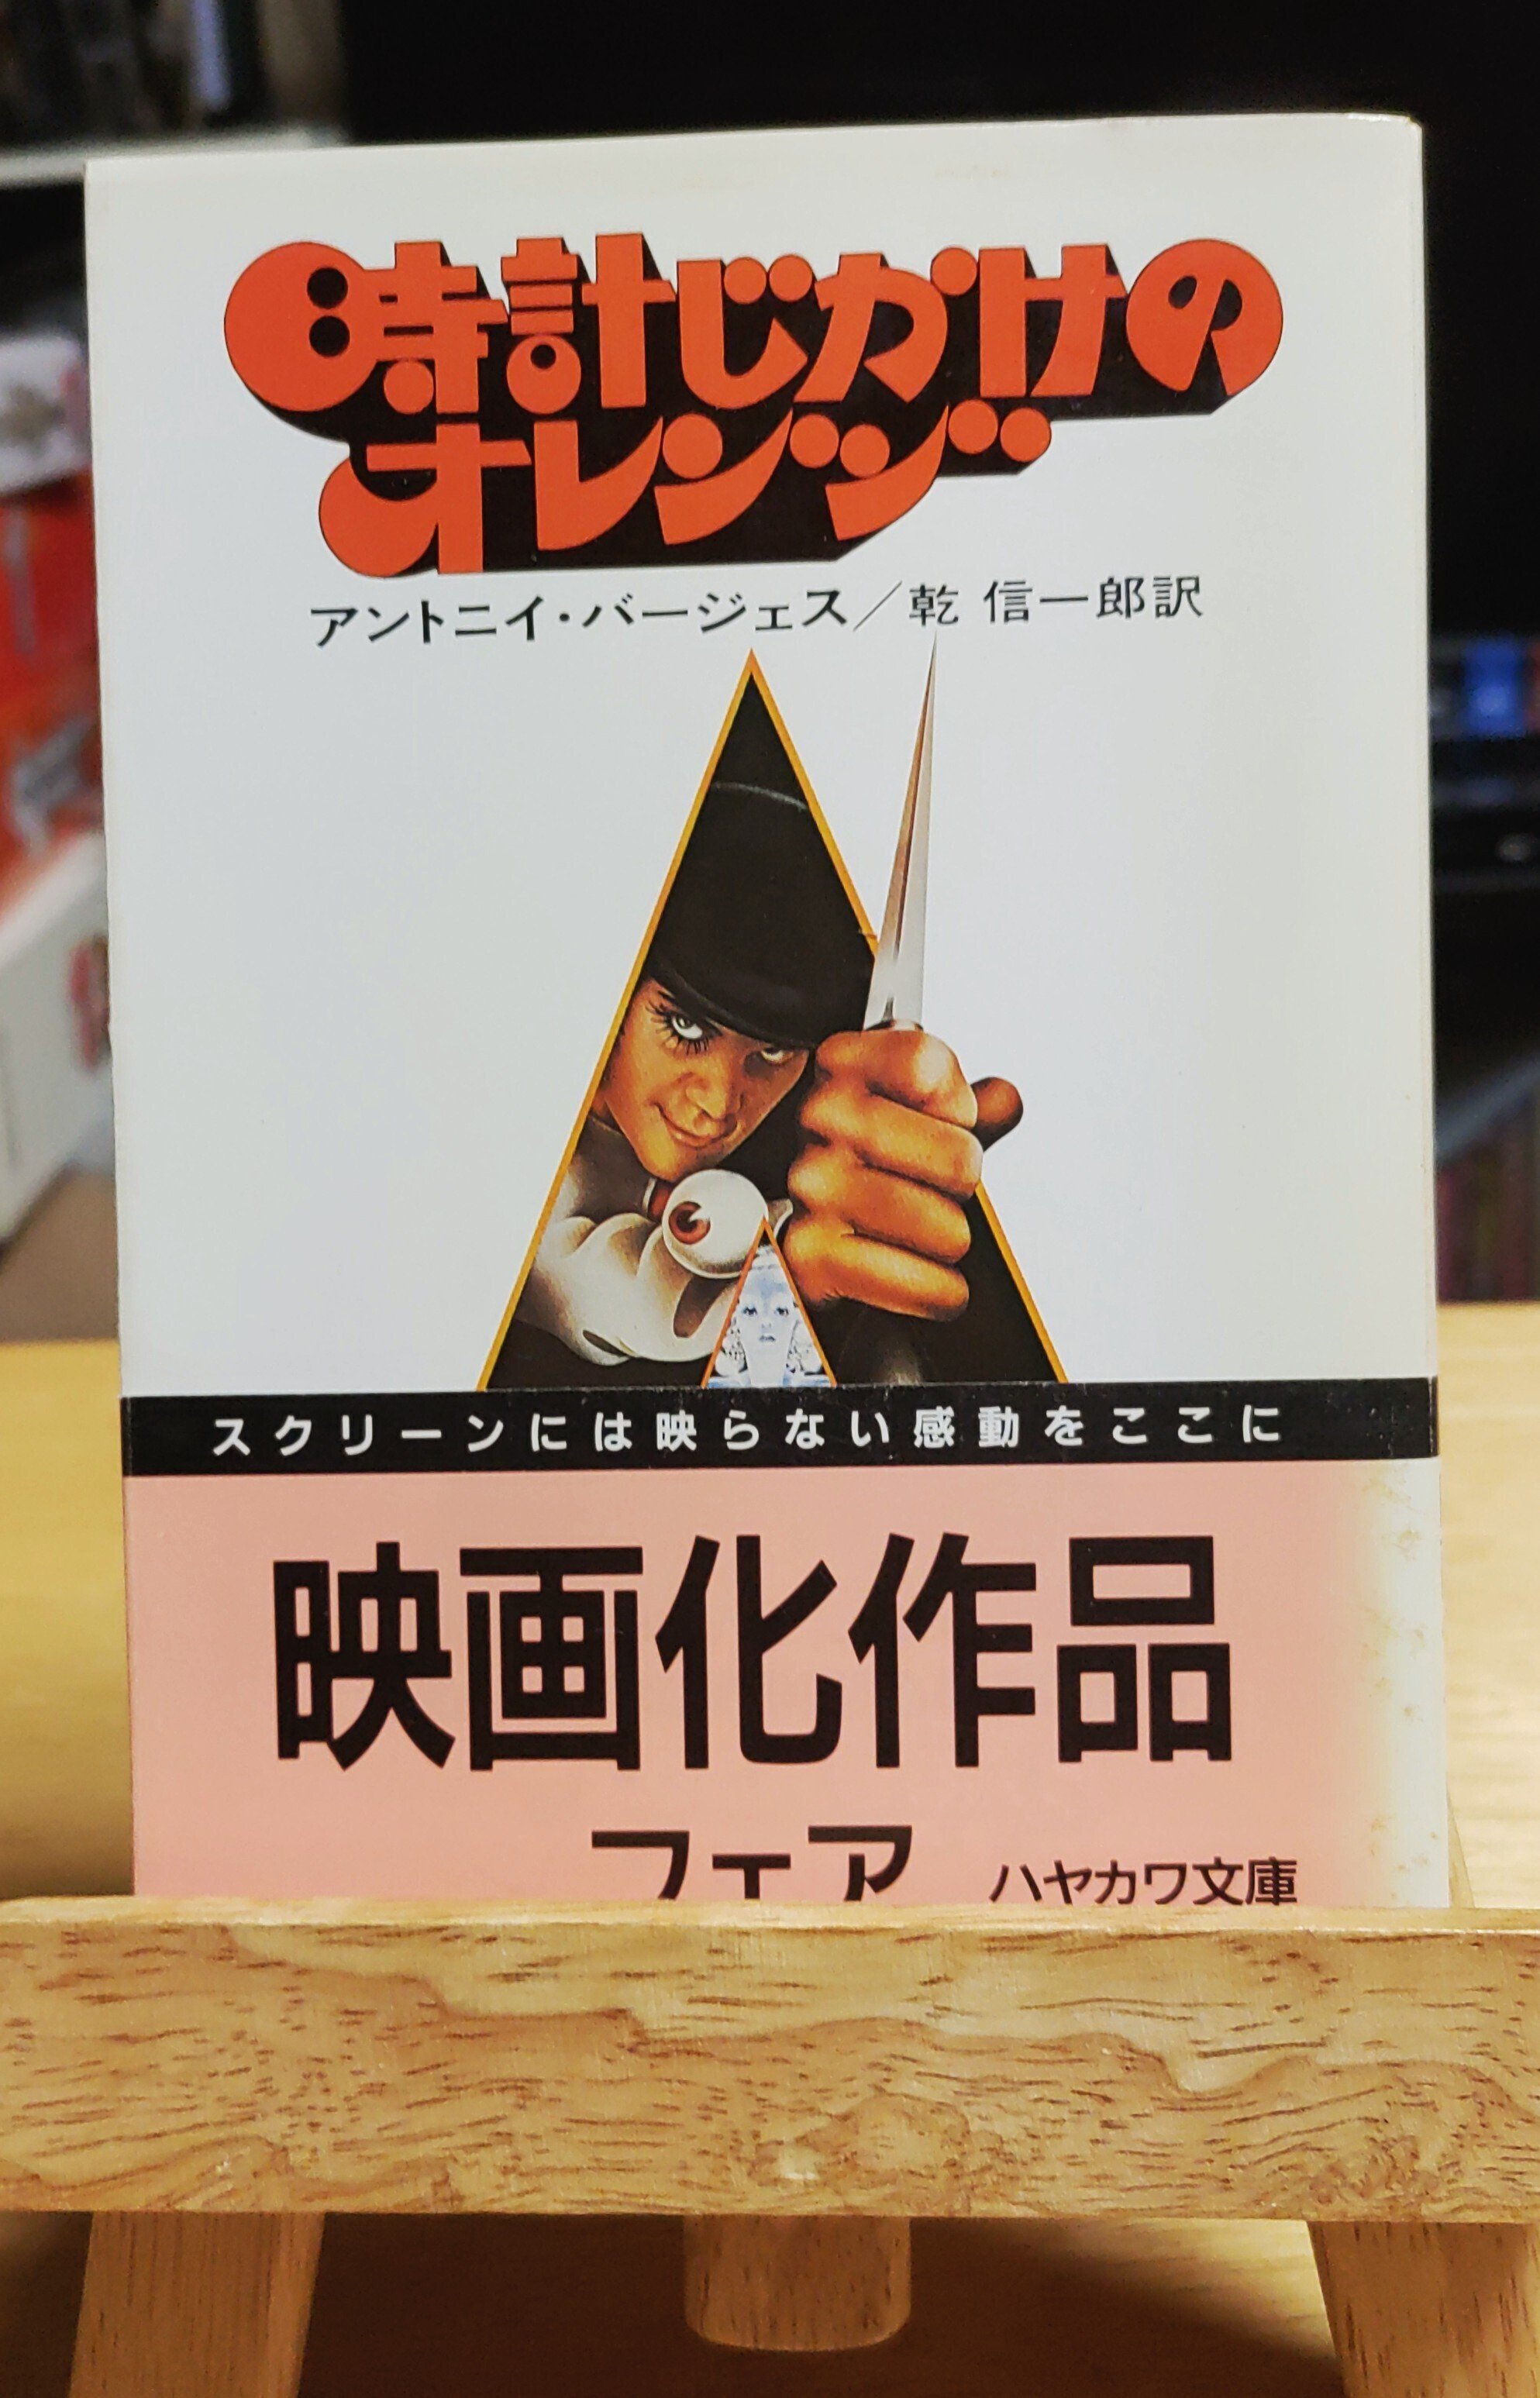 時計じかけの
オレンジ
アントニイ・バージェス／乾 信一郎訳
スクリーンには映らない感動をここに
映画化作品
フェア ハヤカワ文庫